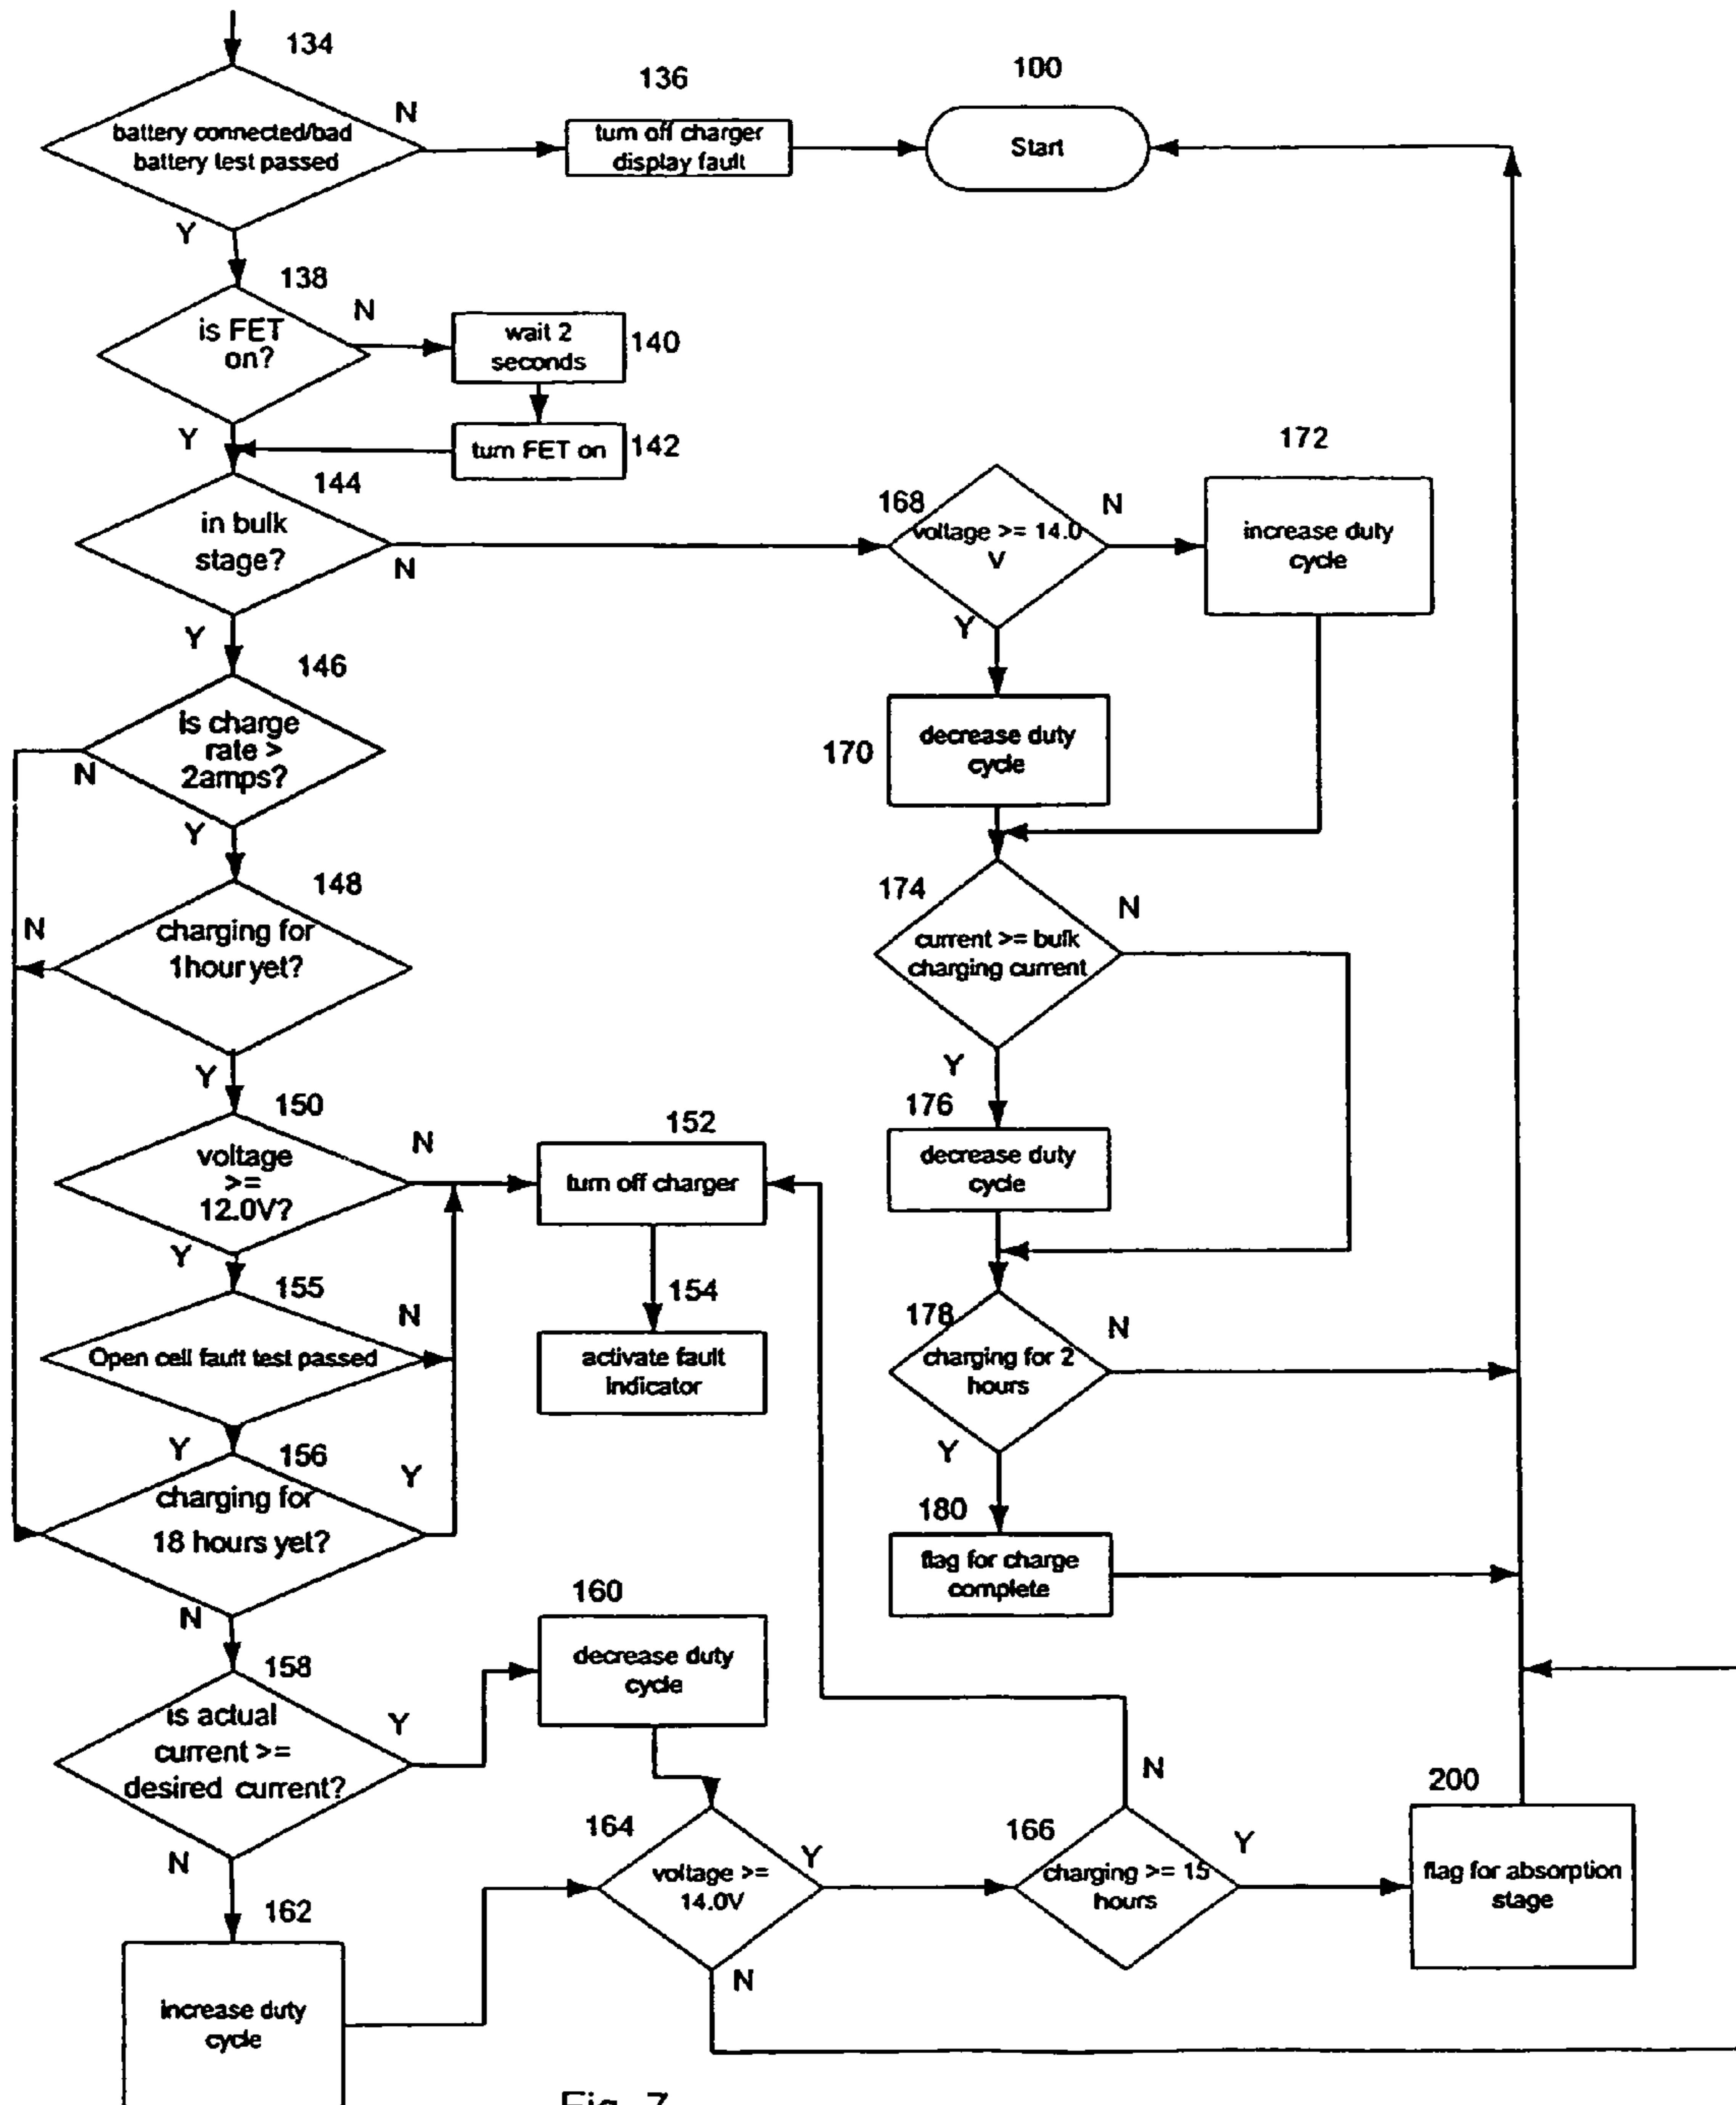 134
battery connected/bad
battery test passed
N
Y
136
turn off charger
display fault
100
Start
138
is FET
on?
N
Y
wait 2
seconds
140
turn FET on
142
144
in bulk
stage?
N
Y
146
is charge
rate >
2amps?
N
Y
148
charging for
1hour yet?
N
Y
150
voltage
>=
12.0V?
N
Y
152
turn off charger
154
activate fault
indicator
155
Open cell fault test passed
N
Y
156
charging for
18 hours yet?
Y
N
158
is actual
current >=
desired current?
Y
N
160
decrease duty
cycle
162
increase duty
cycle
164
voltage >=
14.0V
Y
N
166
charging >= 15
hours
N
Y
200
flag for absorption
stage
168
voltage >= 14.0
V
N
Y
172
increase duty
cycle
170
decrease duty
cycle
174
current >= bulk
charging current
N
Y
176
decrease duty
cycle
178
charging for 2
hours
N
Y
180
flag for charge
complete
Fig. 7